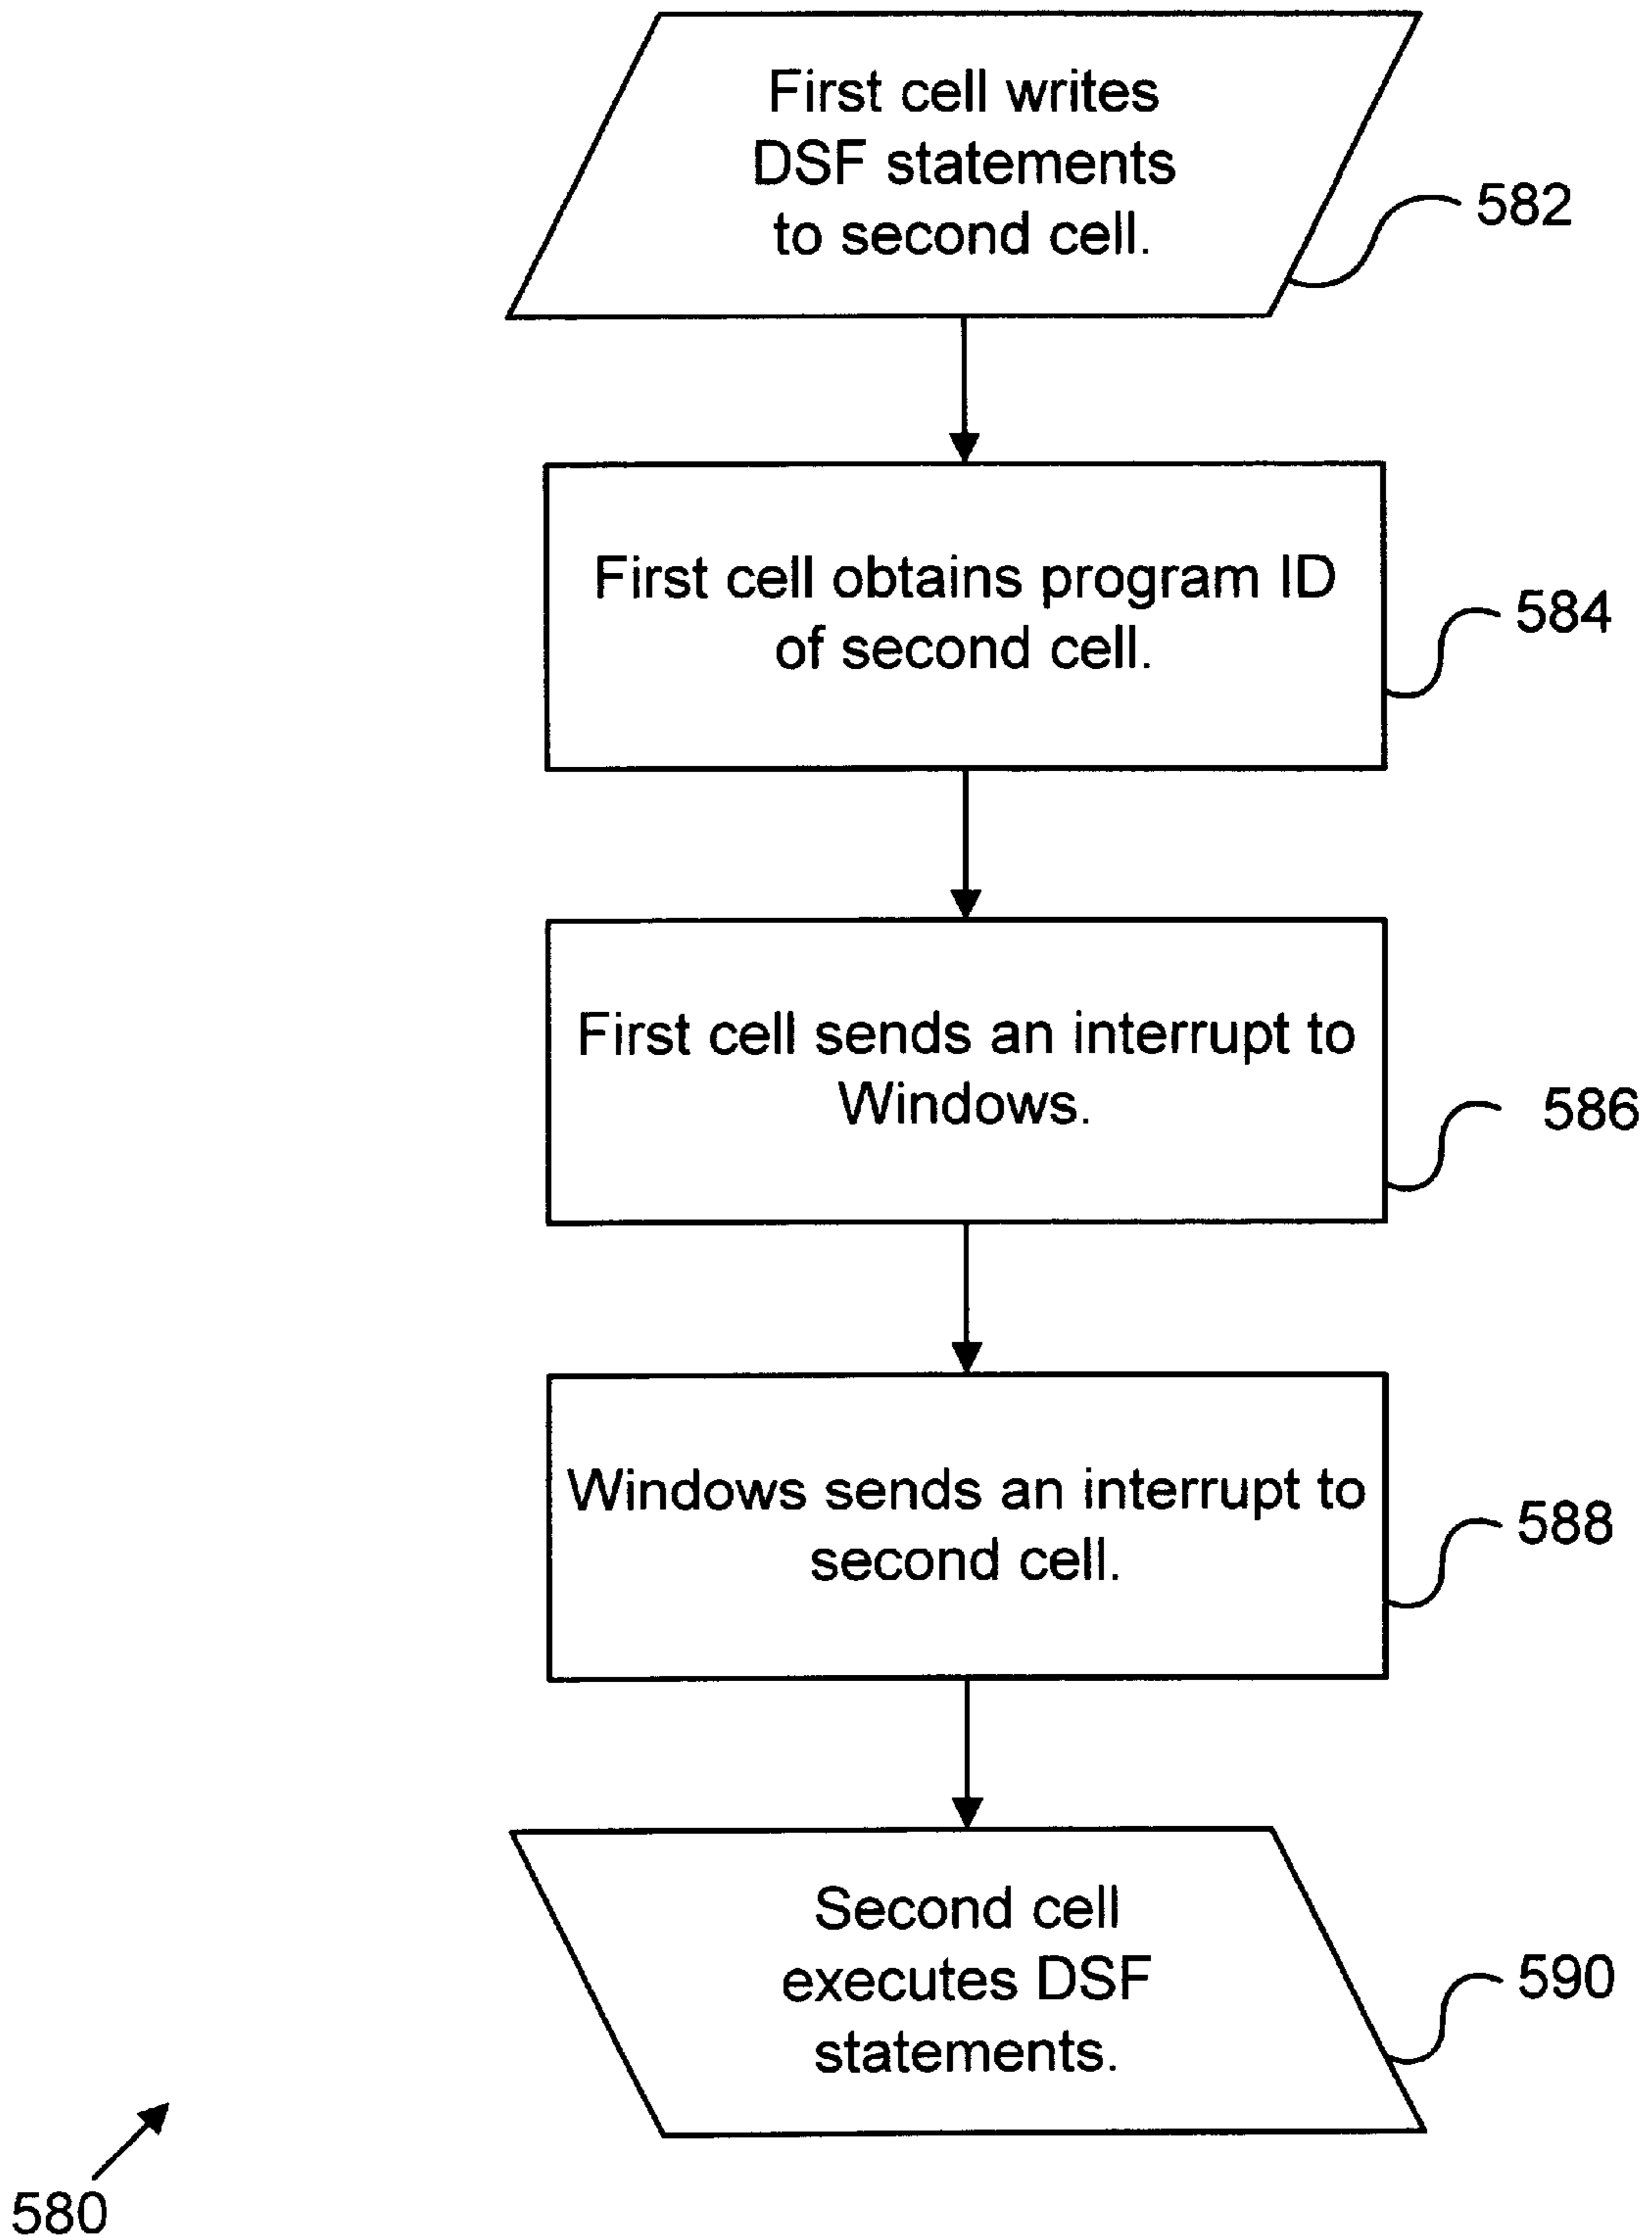 First cell writes
DSF statements
to second cell.
582
First cell obtains program ID
of second cell.
584
First cell sends an interrupt to
Windows.
586
Windows sends an interrupt to
second cell.
588
Second cell
executes DSF
statements.
590
580